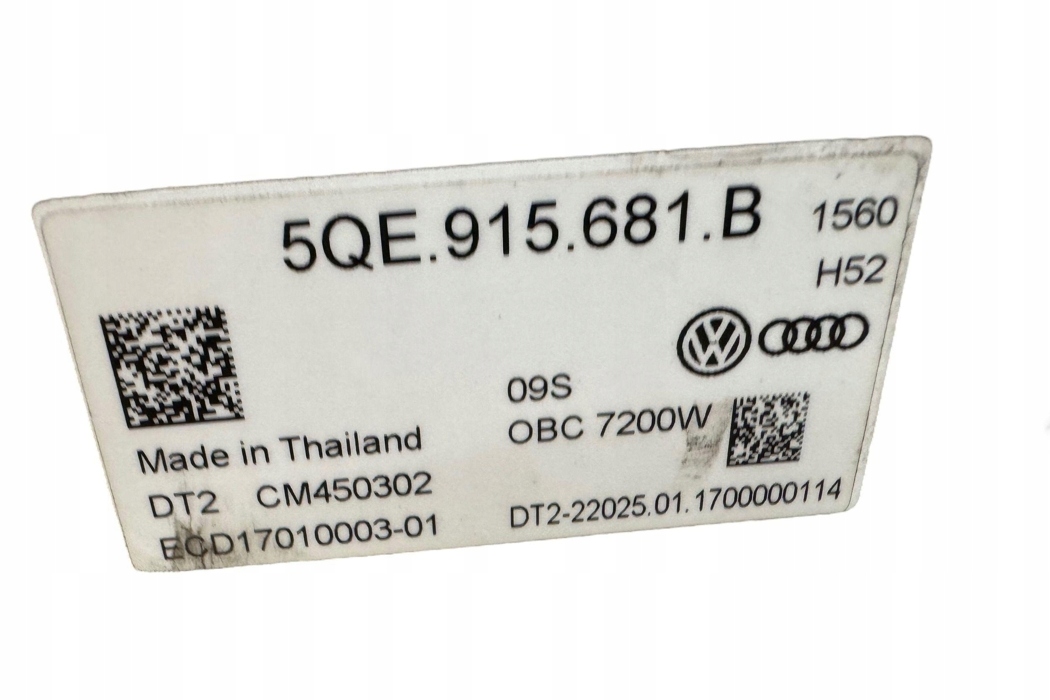 5QE.915.681.B
1560
H52
09S
OBC 7200W
Made in Thailand
DT2 CM450302
ECD17010003-01
DT2-22025.01.1700000114